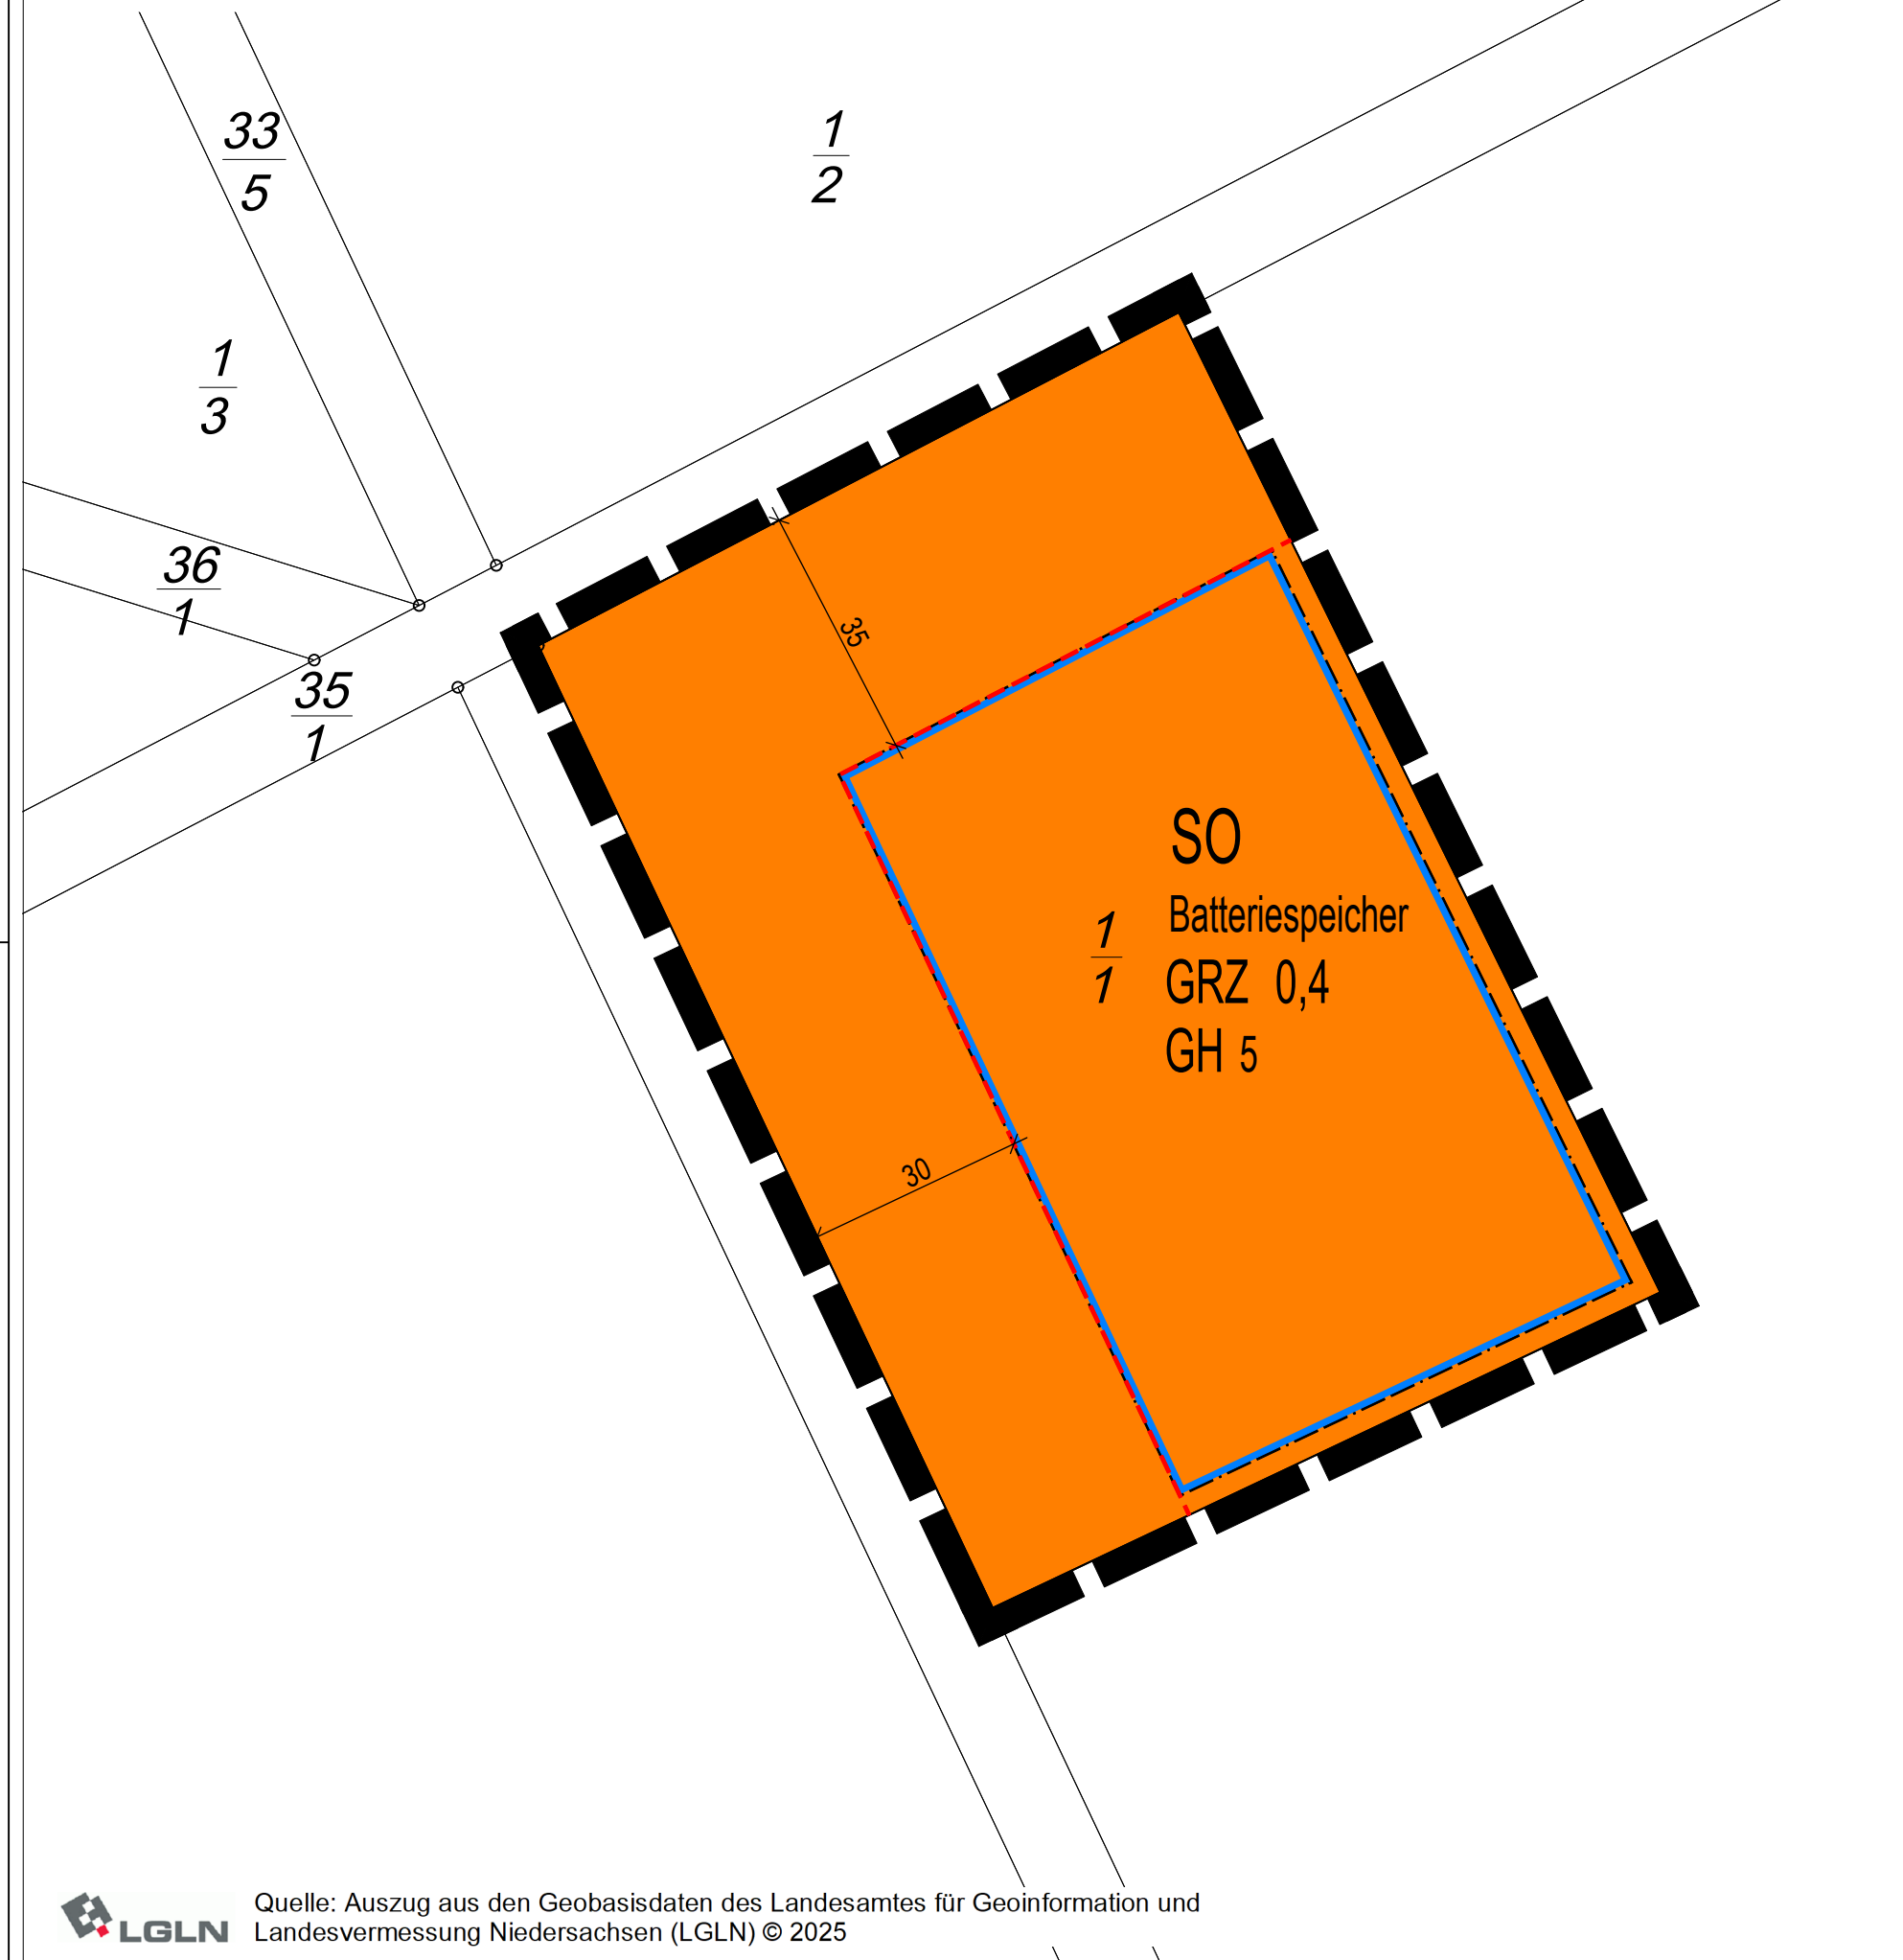 33
5
1
2
1
3
36
1
35
1
35
SO
Batteriespeicher
1
1
GRZ 0,4
GH 5
30
LGLN
Quelle: Auszug aus den Geobasisdaten des Landesamtes für Geoinformation und
Landesvermessung Niedersachsen (LGLN) © 2025